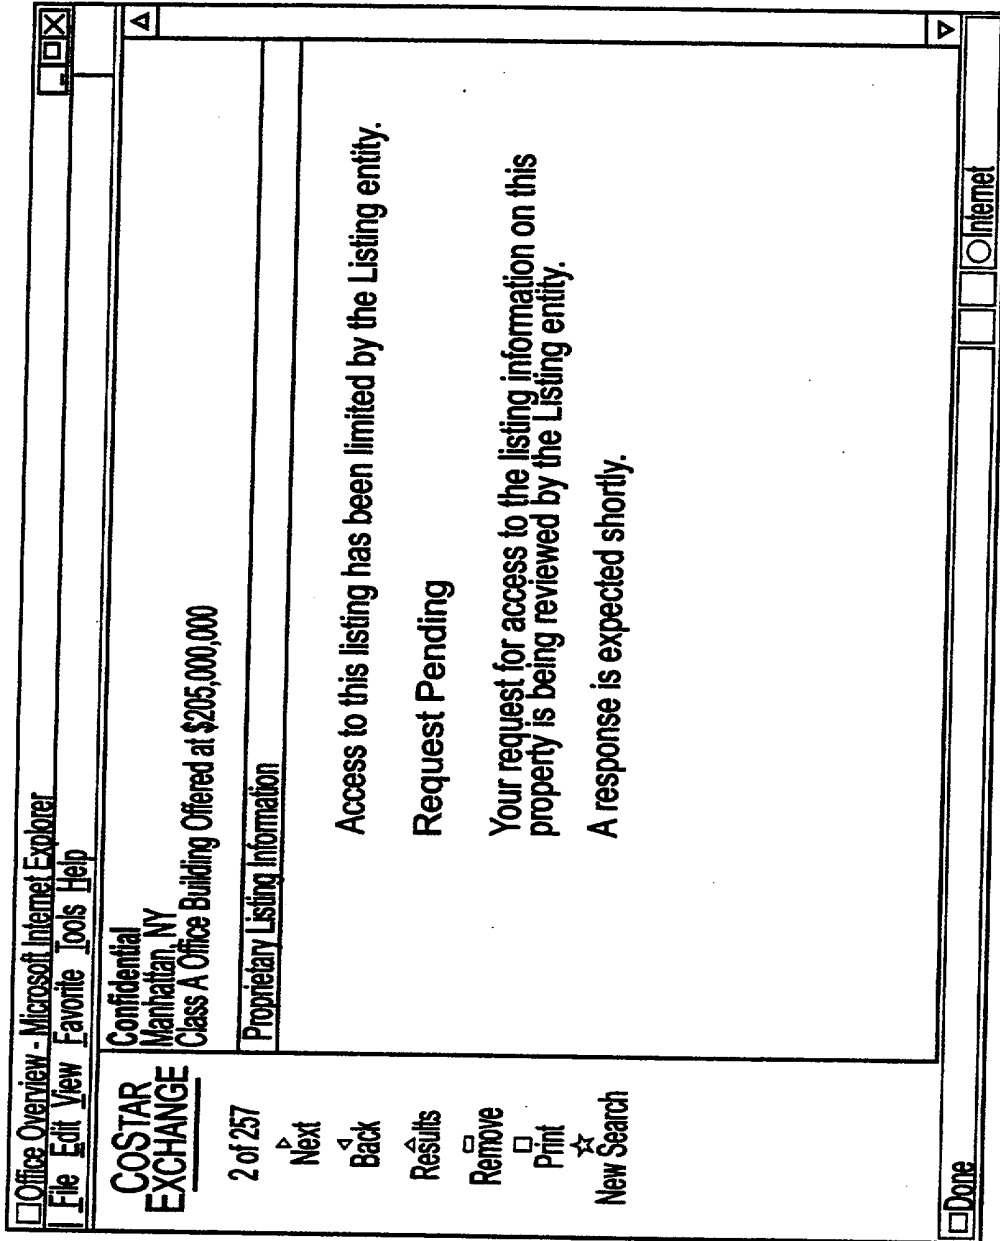 Office Overview - Microsoft Internet Explorer
File Edit View Favorite Tools Help
COSTAR
EXCHANGE
2 of 257
Next
Back
Results
Remove
Print
New Search
Confidential
Manhattan, NY
Class A Office Building Offered at $205,000,000
Proprietary Listing Information
Access to this listing has been limited by the Listing entity.
Request Pending
Your request for access to the listing information on this
property is being reviewed by the Listing entity.
A response is expected shortly.
Done
Internet